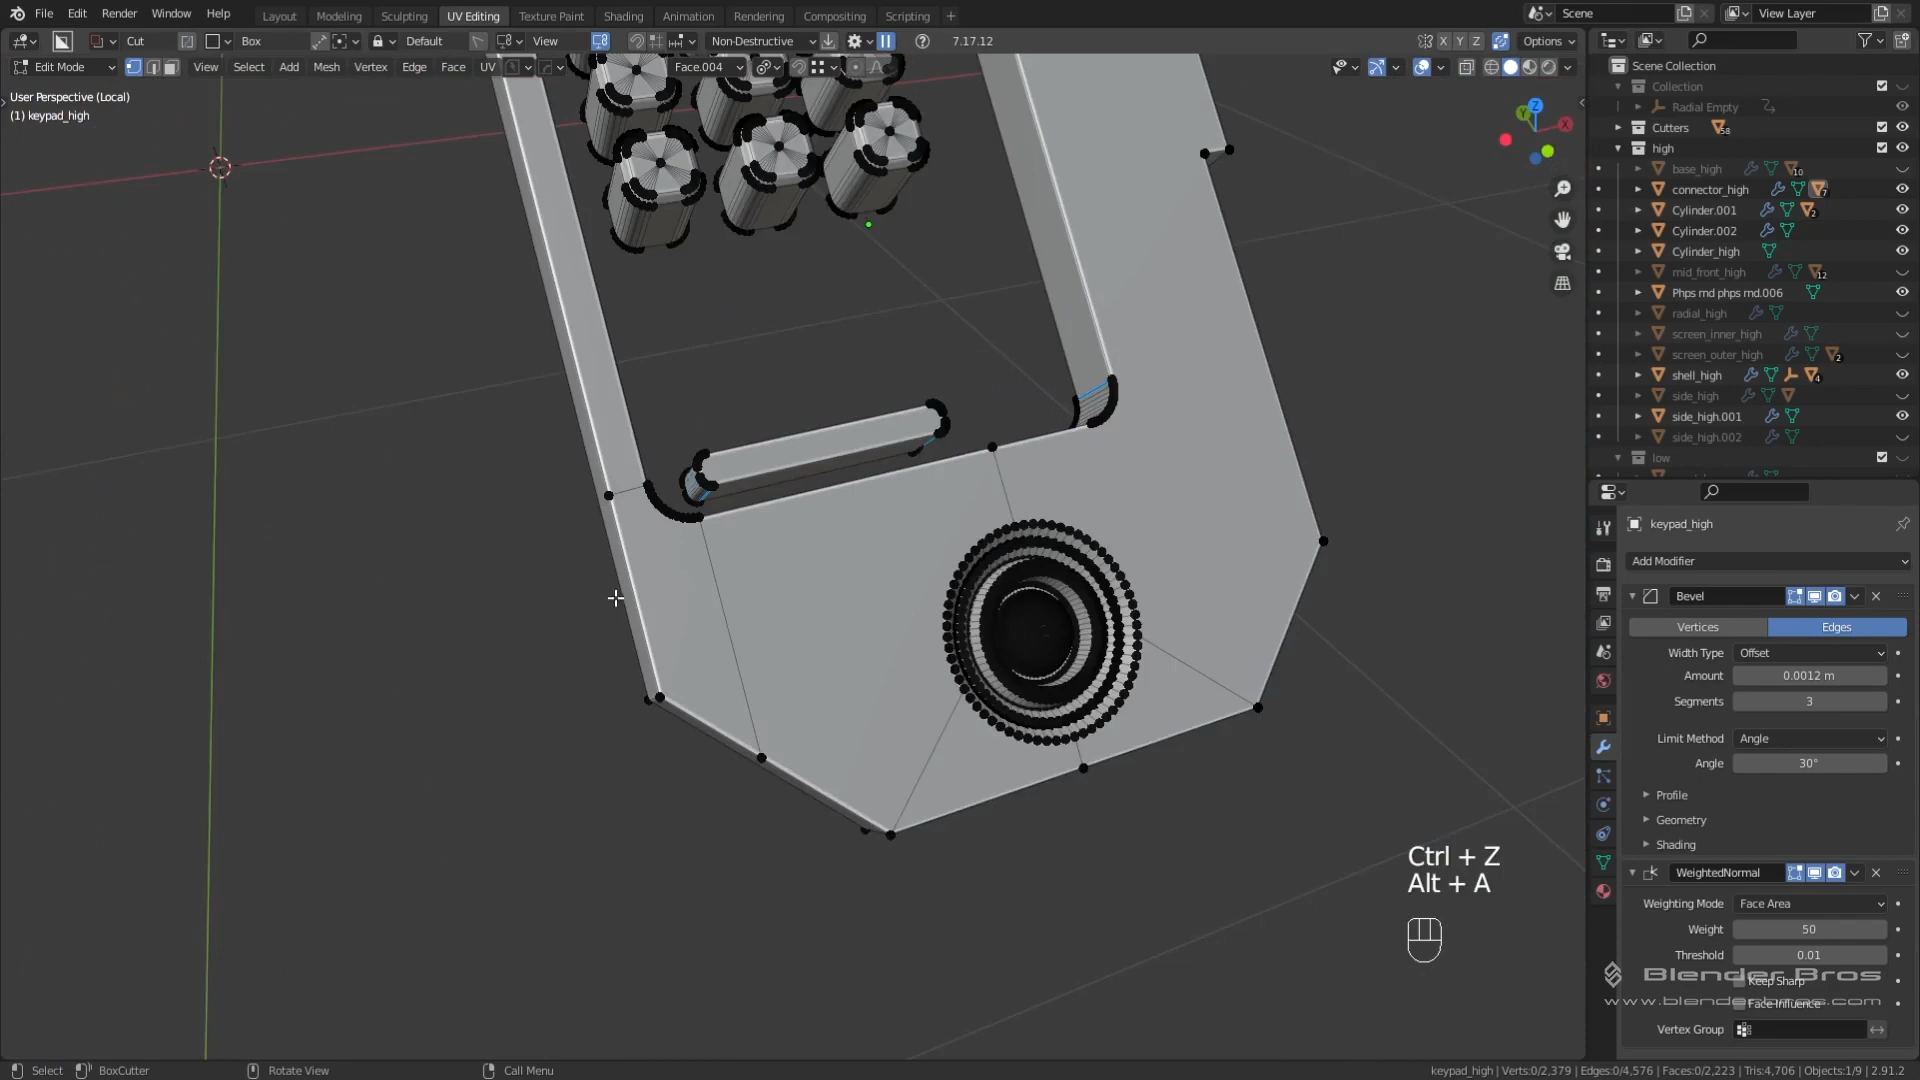 File Edit Render Window Help Layout Modeling Sculpting UV Editing Texture Paint Shading Animation Rendering Compositing Scripting + Scene View Layer
Cut Box Default View Non-Destructive 7.17.12 X Y Z Options
Edit Mode View Select Add Mesh Vertex Edge Face UV Face.004
User Perspective (Local)
(1) keypad_high
Z
Y
X
Scene Collection
Collection
Radial Empty
Cutters 58
high
base_high 10
connector_high 7
Cylinder.001 2
Cylinder.002
Cylinder_high
mid_front_high 12
Phps rnd phps rnd.006
radial_high
screen_inner_high
screen_outer_high 2
shell_high 4
side_high
side_high.001
side_high.002
low
keypad_high
Add Modifier
Bevel
Vertices Edges
Width Type Offset
Amount 0.0012 m
Segments 3
Limit Method Angle
Angle 30°
Profile
Geometry
Shading
WeightedNormal
Weighting Mode Face Area
Weight 50
Threshold 0.01
Blender Bros
Keep Sharp
www.blenderbros.com
Face Influence
Vertex Group
Ctrl + Z
Alt + A
Select BoxCutter Rotate View Call Menu keypad_high | Verts:0/2,379 | Edges:0/4,576 | Faces:0/2,223 | Tris:4,706 | Objects:1/9 | 2.91.2